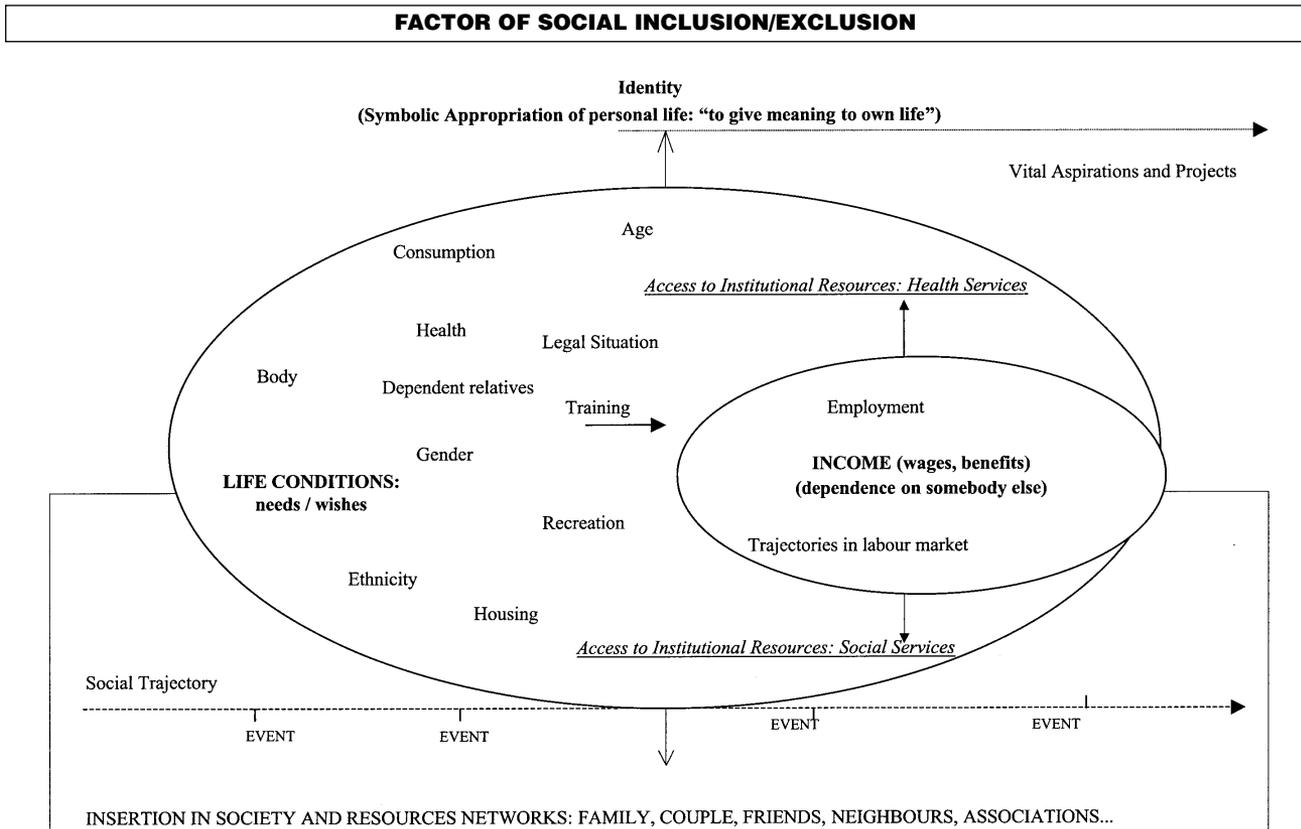 FACTOR OF SOCIAL INCLUSION/EXCLUSION
Identity
(Symbolic Appropriation of personal life: “to give meaning to own life”)
Vital Aspirations and Projects
Age
Consumption
Access to Institutional Resources: Health Services
Health
Legal Situation
Body
Dependent relatives
Training
Employment
Gender
INCOME (wages, benefits)
(dependence on somebody else)
LIFE CONDITIONS:
needs / wishes
Recreation
Trajectories in labour market
Ethnicity
Housing
Access to Institutional Resources: Social Services
Social Trajectory
EVENT
EVENT
EVENT
EVENT
INSERTION IN SOCIETY AND RESOURCES NETWORKS: FAMILY, COUPLE, FRIENDS, NEIGHBOURS, ASSOCIATIONS...